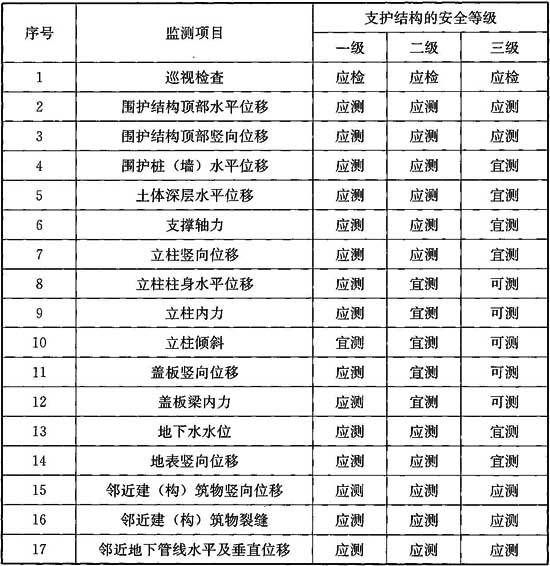 序号 监测项目 支护结构的安全等级
一级 二级 三级
1 巡视检查 应检 应检 应检
2 围护结构顶部水平位移 应测 应测 应测
3 围护结构顶部竖向位移 应测 应测 应测
4 围护桩（墙）水平位移 应测 应测 宜测
5 土体深层水平位移 应测 应测 宜测
6 支撑轴力 应测 应测 宜测
7 立柱竖向位移 应测 应测 宜测
8 立柱柱身水平位移 应测 宜测 可测
9 立柱内力 应测 宜测 可测
10 立柱倾斜 宜测 宜测 可测
11 盖板竖向位移 应测 宜测 可测
12 盖板梁内力 应测 宜测 可测
13 地下水水位 应测 应测 宜测
14 地表竖向位移 应测 应测 宜测
15 邻近建（构）筑物竖向位移 应测 应测 应测
16 邻近建（构）筑物裂缝 应测 应测 应测
17 邻近地下管线水平及垂直位移 应测 应测 应测